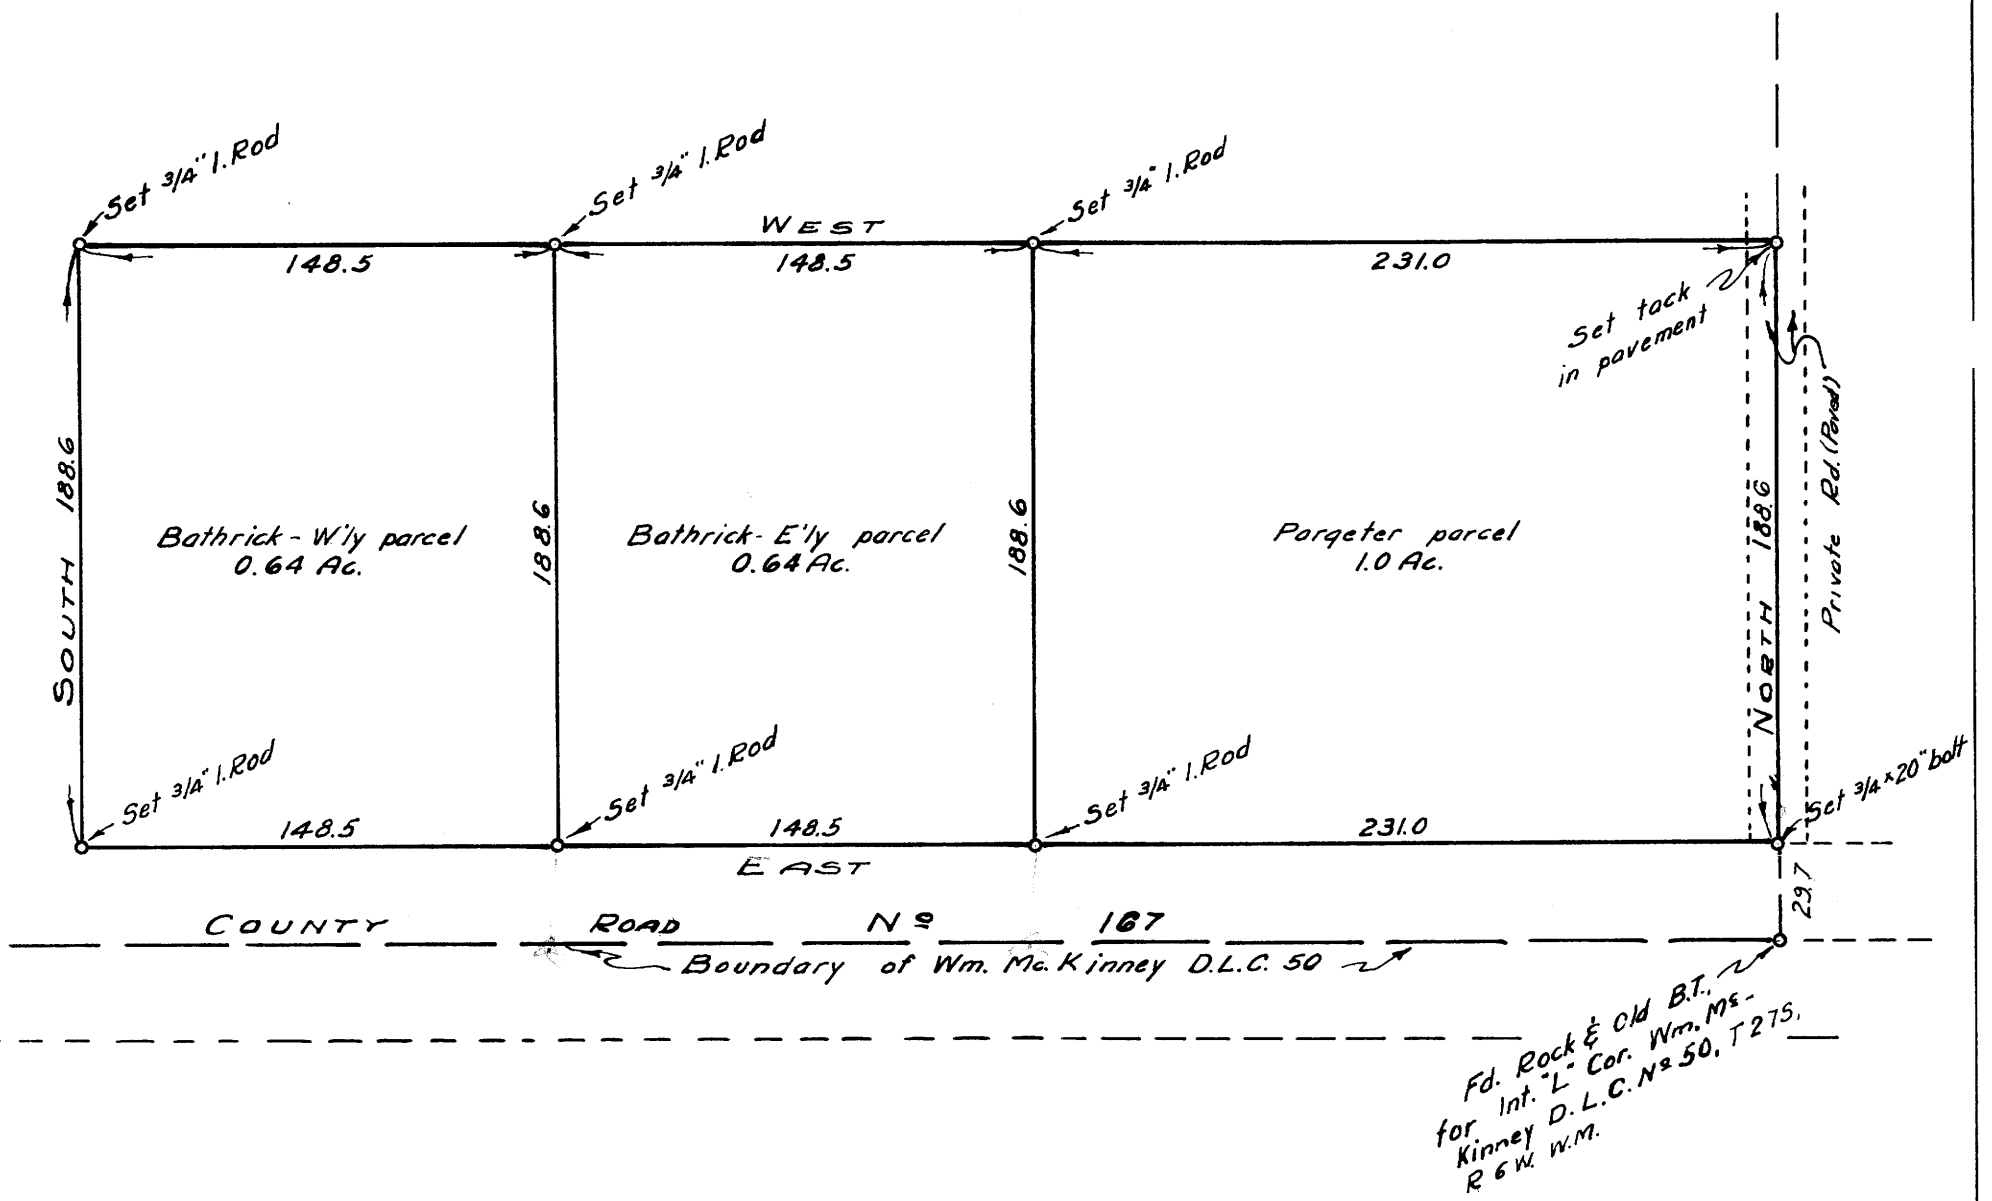 Set 3/4" I. Rod
Set 3/4" I. Rod
Set 3/4" I. Rod
WEST
148.5
148.5
231.0
Set tack
in pavement
SOUTH 188.6
188.6
188.6
NORTH 188.6
Private Rd. (Paved)
Bathrick - W'ly parcel
0.64 Ac.
Bathrick - E'ly parcel
0.64 Ac.
Pargeter parcel
1.0 Ac.
Set 3/4" I. Rod
Set 3/4" I. Rod
Set 3/4" I. Rod
Set 3/4 x 20" bolt
148.5
148.5
231.0
EAST
29.7
COUNTY ROAD Nº 167
Boundary of Wm. Mc.Kinney D.L.C. 50
Fd. Rock & Old B.T.,
for Int. "L" Cor. Wm. Mc-
Kinney D.L.C. Nº 50, T 27S,
R 6 W. W.M.